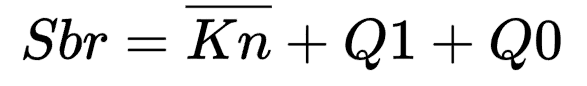 Sbr = \overline{Kn} + Q1 + Q0